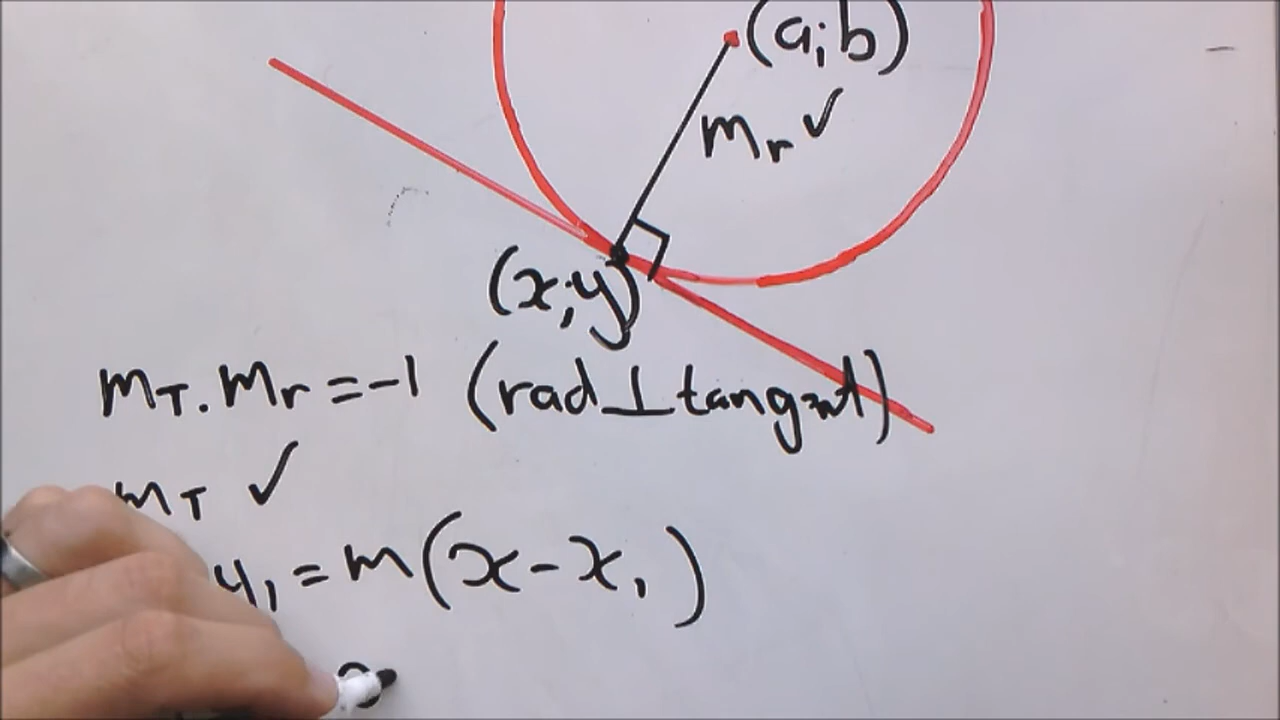 (a;b)
mr ✓
(x;y)
mT.mr=-1 (rad⊥tangent)
mT ✓
y1=m(x-x1)